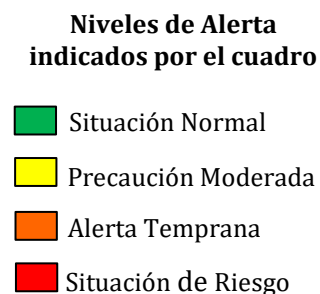 Niveles de Alerta
indicados por el cuadro
Situación Normal
Precaución Moderada
Alerta Temprana
Situación de Riesgo